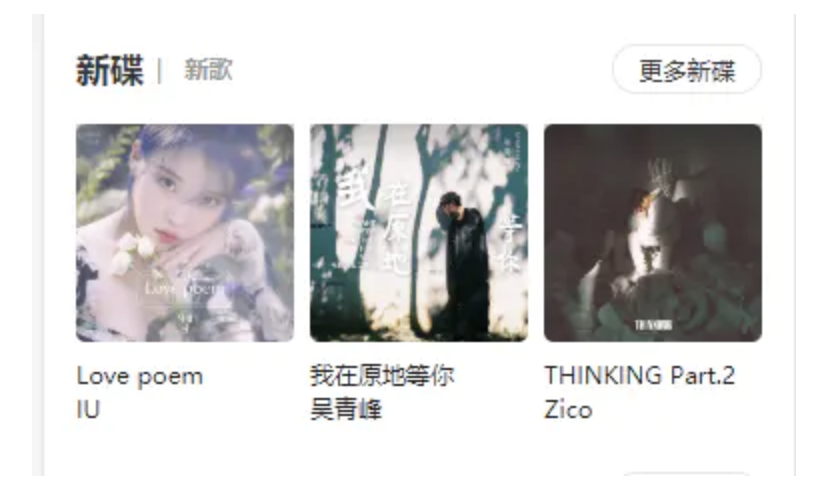 新碟 | 新歌
更多新碟
Love poem
我在原地等你
THINKING
Love poem
IU
我在原地等你
吴青峰
THINKING Part.2
Zico